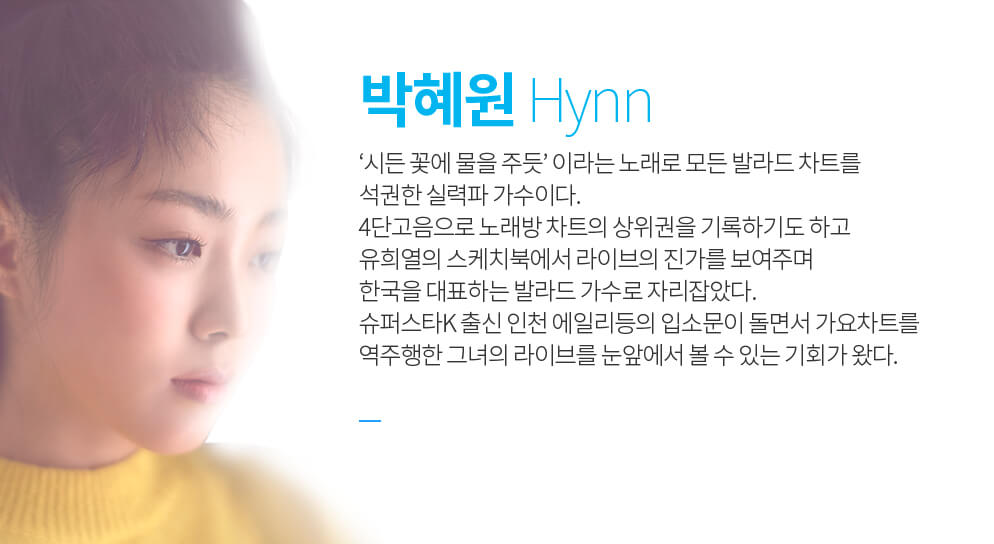 박혜원 Hynn
‘시든 꽃에 물을 주듯’ 이라는 노래로 모든 발라드 차트를
석권한 실력파 가수이다.
4단고음으로 노래방 차트의 상위권을 기록하기도 하고
유희열의 스케치북에서 라이브의 진가를 보여주며
한국을 대표하는 발라드 가수로 자리잡았다.
슈퍼스타K 출신 인천 에일리등의 입소문이 돌면서 가요차트를
역주행한 그녀의 라이브를 눈앞에서 볼 수 있는 기회가 왔다.